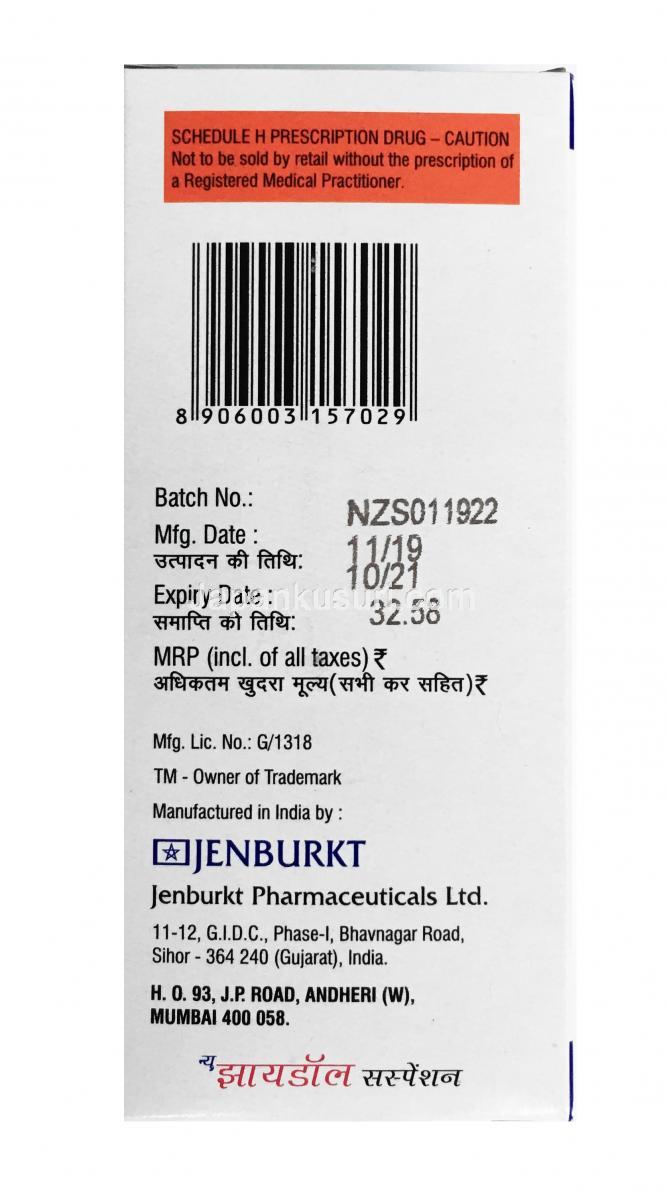 SCHEDULE H PRESCRIPTION DRUG – CAUTION
Not to be sold by retail without the prescription of
a Registered Medical Practitioner.
8 906003 157029
Batch No.: NZS011922
Mfg. Date : 11/19
उत्पादन की तिथि:
Expiry Date : 10/21
समाप्ति की तिथि: 32.58
MRP (incl. of all taxes) ₹
अधिकतम खुदरा मूल्य(सभी कर सहित)₹
Mfg. Lic. No.: G/1318
TM - Owner of Trademark
Manufactured in India by :
JENBURKT
Jenburkt Pharmaceuticals Ltd.
11-12, G.I.D.C., Phase-I, Bhavnagar Road,
Sihor - 364 240 (Gujarat), India.
H. O. 93, J.P. ROAD, ANDHERI (W),
MUMBAI 400 058.
न्यु झायडॉल सस्पेंशन